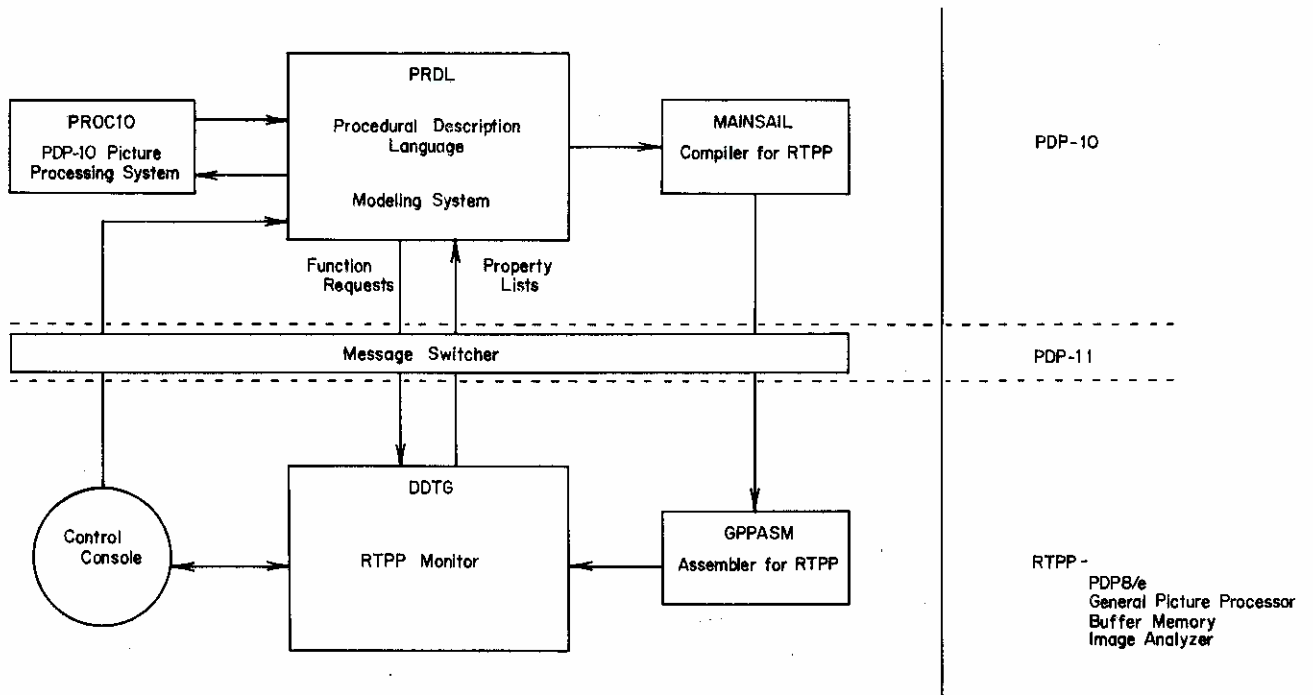 PRDL
Procedural Description
Language
Modeling System
PROC10
PDP-10 Picture
Processing System
MAINSAIL
Compiler for RTPP
PDP-10
Function
Requests
Property
Lists
Message Switcher
PDP-11
DDTG
RTPP Monitor
Control
Console
GPPASM
Assembler for RTPP
RTPP -
PDP8/e
General Picture Processor
Buffer Memory
Image Analyzer